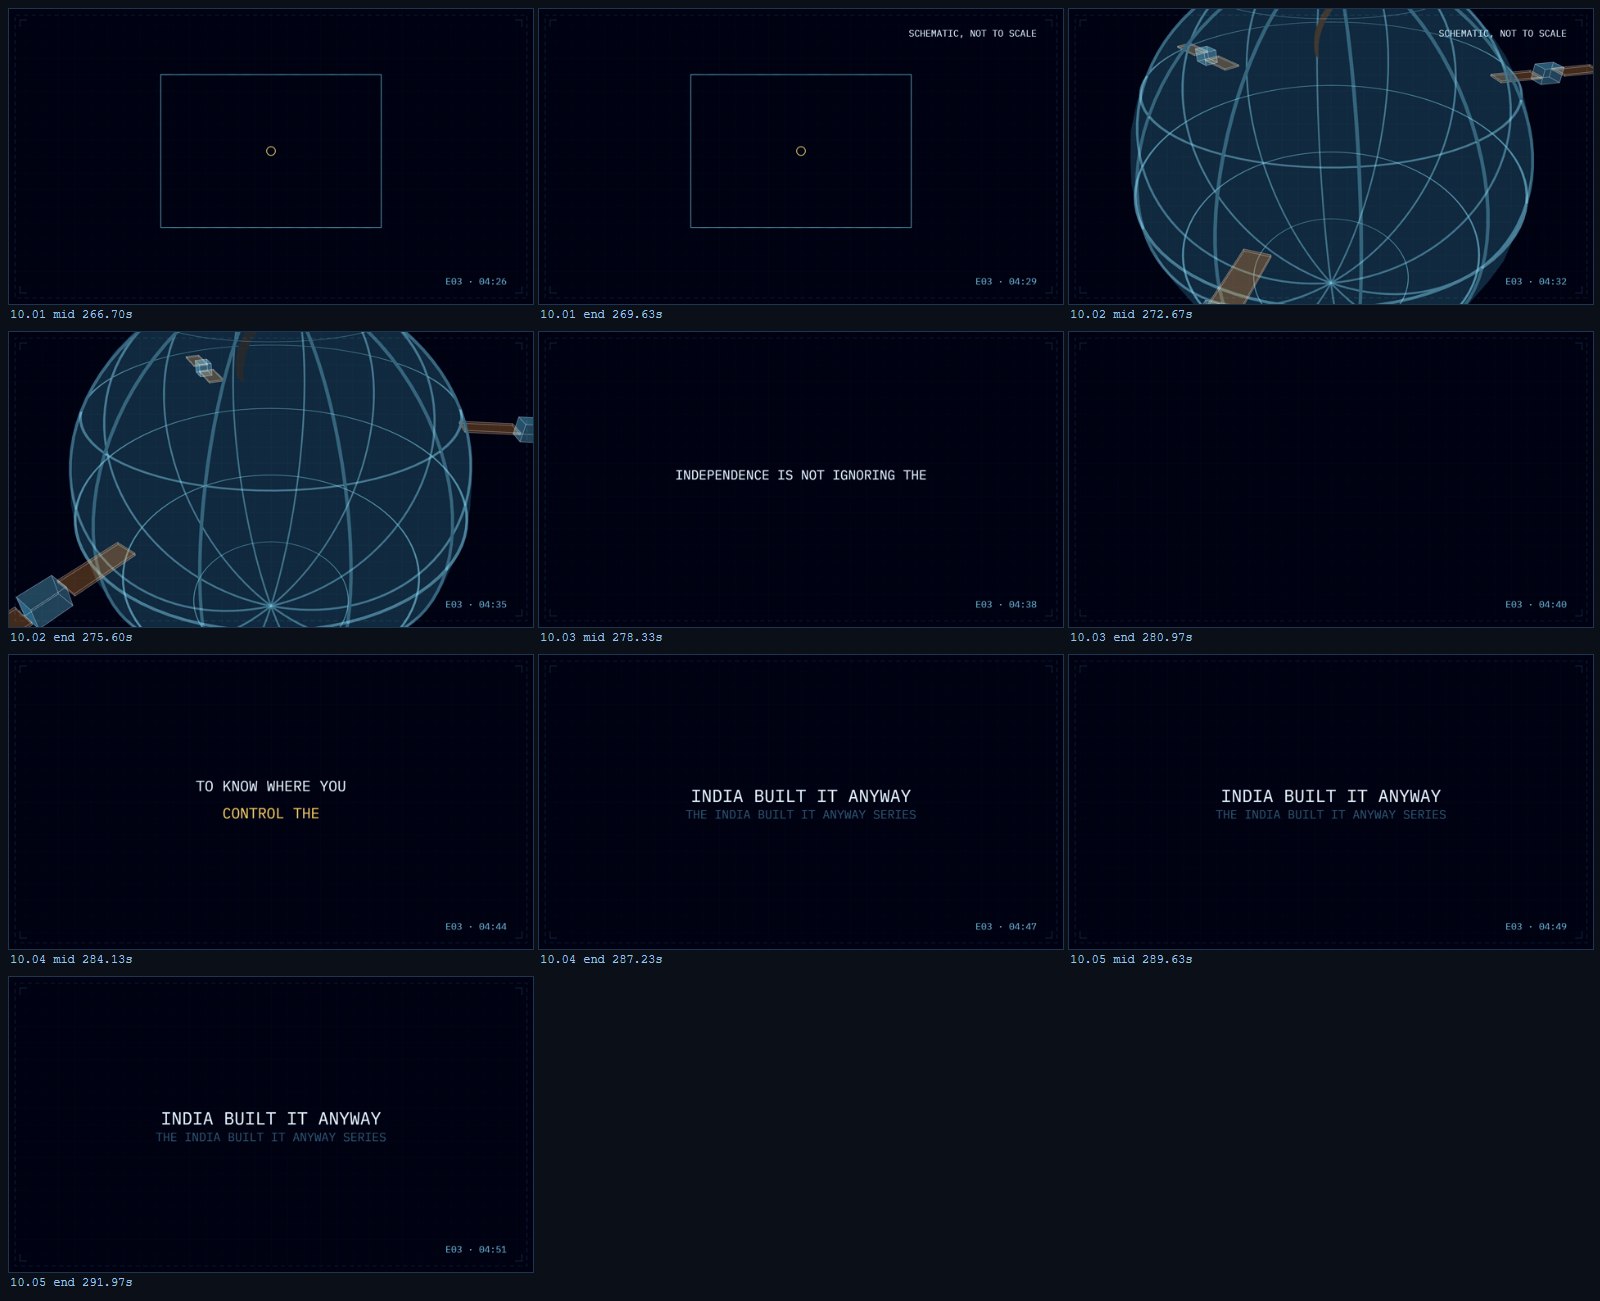 E03 · 04:26
10.01 mid 266.70s
SCHEMATIC, NOT TO SCALE
E03 · 04:29
10.01 end 269.63s
SCHEMATIC, NOT TO SCALE
E03 · 04:32
10.02 mid 272.67s
E03 · 04:35
10.02 end 275.60s
INDEPENDENCE IS NOT IGNORING THE
E03 · 04:38
10.03 mid 278.33s
E03 · 04:40
10.03 end 280.97s
TO KNOW WHERE YOU
CONTROL THE
E03 · 04:44
10.04 mid 284.13s
INDIA BUILT IT ANYWAY
THE INDIA BUILT IT ANYWAY SERIES
E03 · 04:47
10.04 end 287.23s
INDIA BUILT IT ANYWAY
THE INDIA BUILT IT ANYWAY SERIES
E03 · 04:49
10.05 mid 289.63s
INDIA BUILT IT ANYWAY
THE INDIA BUILT IT ANYWAY SERIES
E03 · 04:51
10.05 end 291.97s